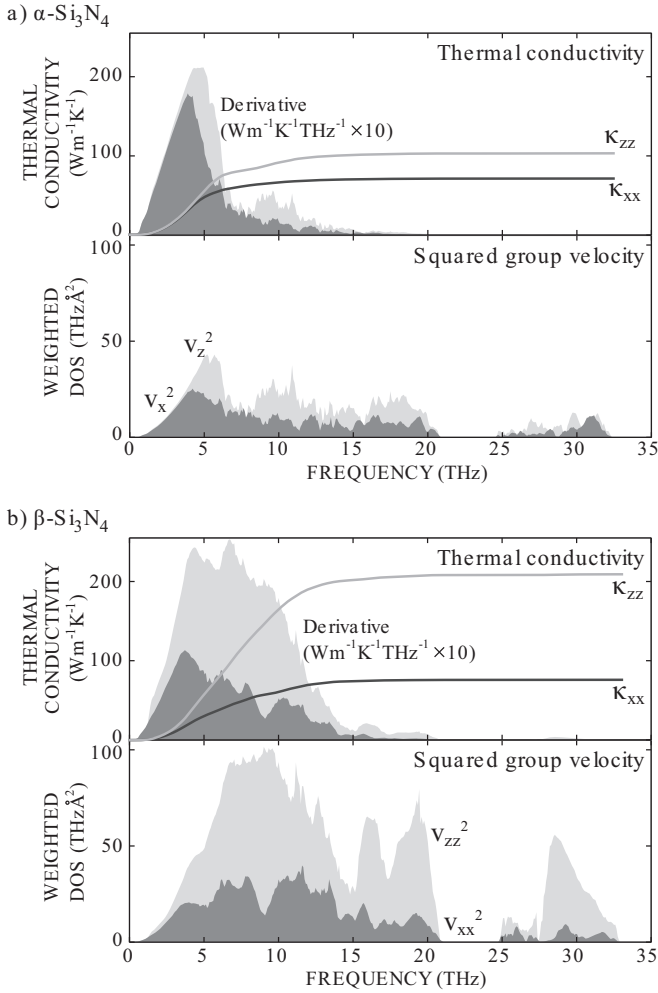 a) α-Si₃N₄
Thermal conductivity
THERMAL
CONDUCTIVITY
(Wm⁻¹K⁻¹)
200
100
0
Derivative
(Wm⁻¹K⁻¹THz⁻¹ ×10)
κzz
κxx
Squared group velocity
WEIGHTED
DOS (THzÅ²)
100
50
0
vz²
vx²
0 5 10 15 20 25 30 35
FREQUENCY (THz)
b) β-Si₃N₄
Thermal conductivity
THERMAL
CONDUCTIVITY
(Wm⁻¹K⁻¹)
200
100
0
κzz
Derivative
(Wm⁻¹K⁻¹THz⁻¹ ×10)
κxx
Squared group velocity
WEIGHTED
DOS (THzÅ²)
100
50
0
vzz²
vxx²
0 5 10 15 20 25 30 35
FREQUENCY (THz)